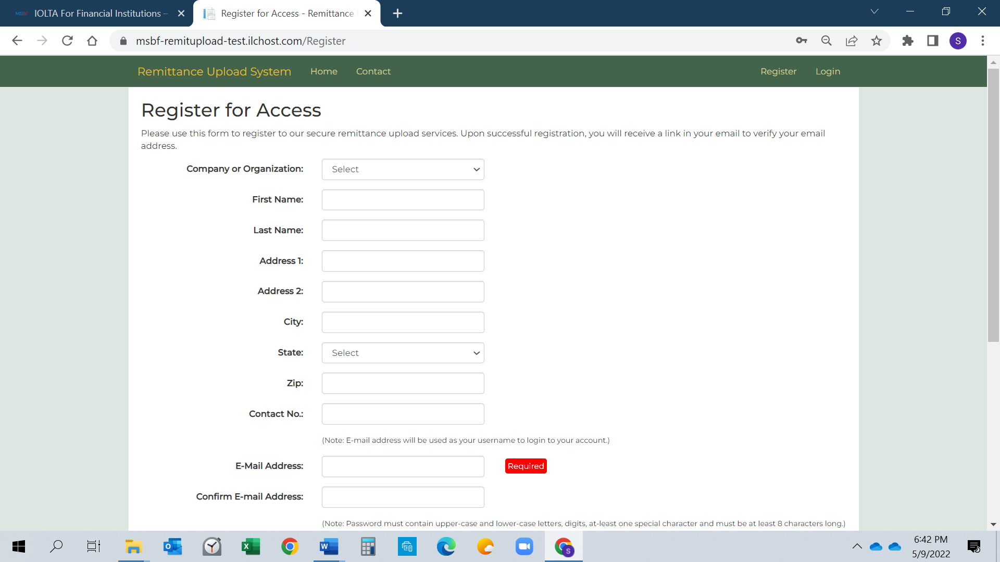 MSBF IOLTA For Financial Institutions –
Register for Access - Remittance
msbf-remitupload-test.ilchost.com/Register
S
Remittance Upload System Home Contact Register Login
Register for Access
Please use this form to register to our secure remittance upload services. Upon successful registration, you will receive a link in your email to verify your email
address.
Company or Organization: Select
First Name:
Last Name:
Address 1:
Address 2:
City:
State: Select
Zip:
Contact No.:
(Note: E-mail address will be used as your username to login to your account.)
E-Mail Address: Required
Confirm E-mail Address:
(Note: Password must contain upper-case and lower-case letters, digits, at-least one special character and must be at least 8 characters long.)
O X W S
6:42 PM
5/9/2022